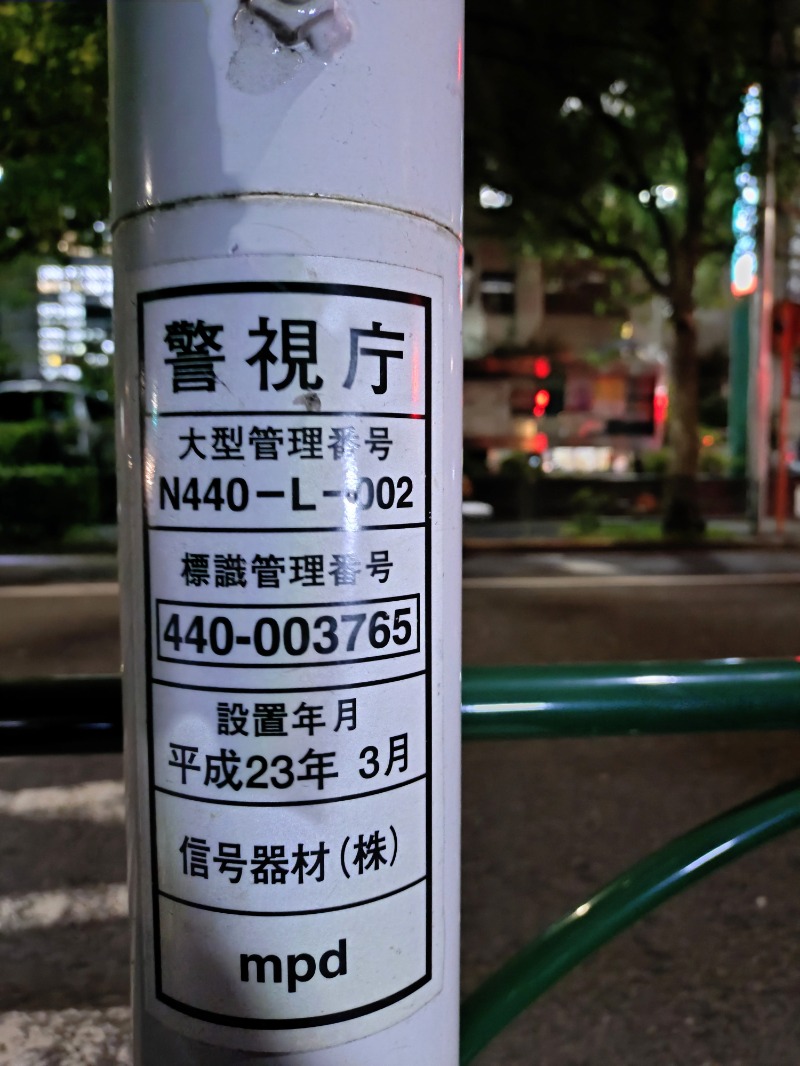 警視庁
大型管理番号
N440-L-002
標識管理番号
440-003765
設置年月
平成23年 3月
信号器材(株)
mpd